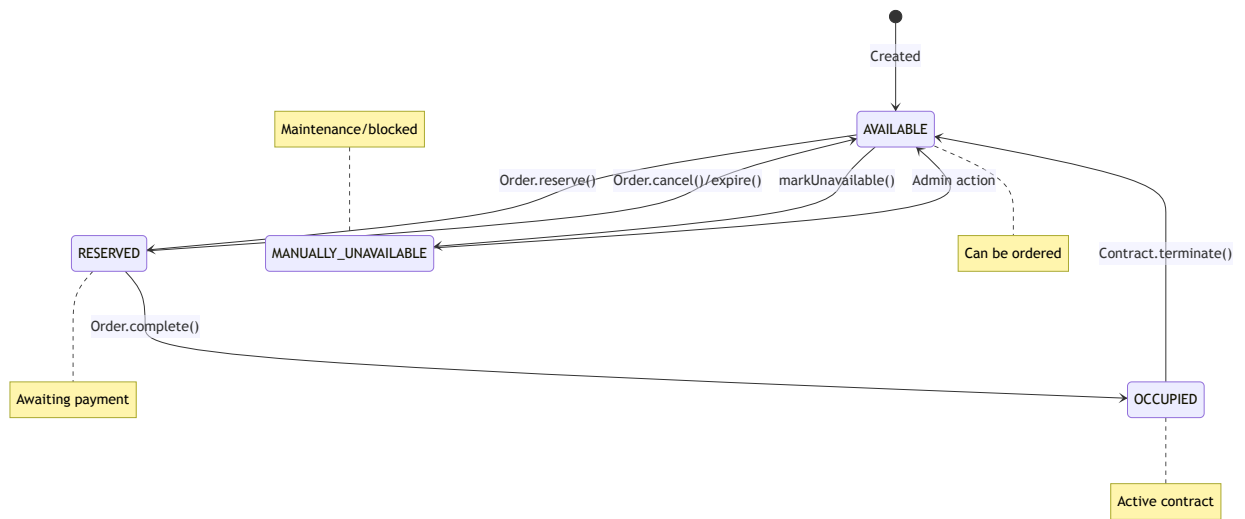 Created
Maintenance/blocked
AVAILABLE
Order.reserve()
Order.cancel()/expire()
markUnavailable()
Admin action
RESERVED
MANUALLY_UNAVAILABLE
Can be ordered
Contract.terminate()
Order.complete()
Awaiting payment
OCCUPIED
Active contract